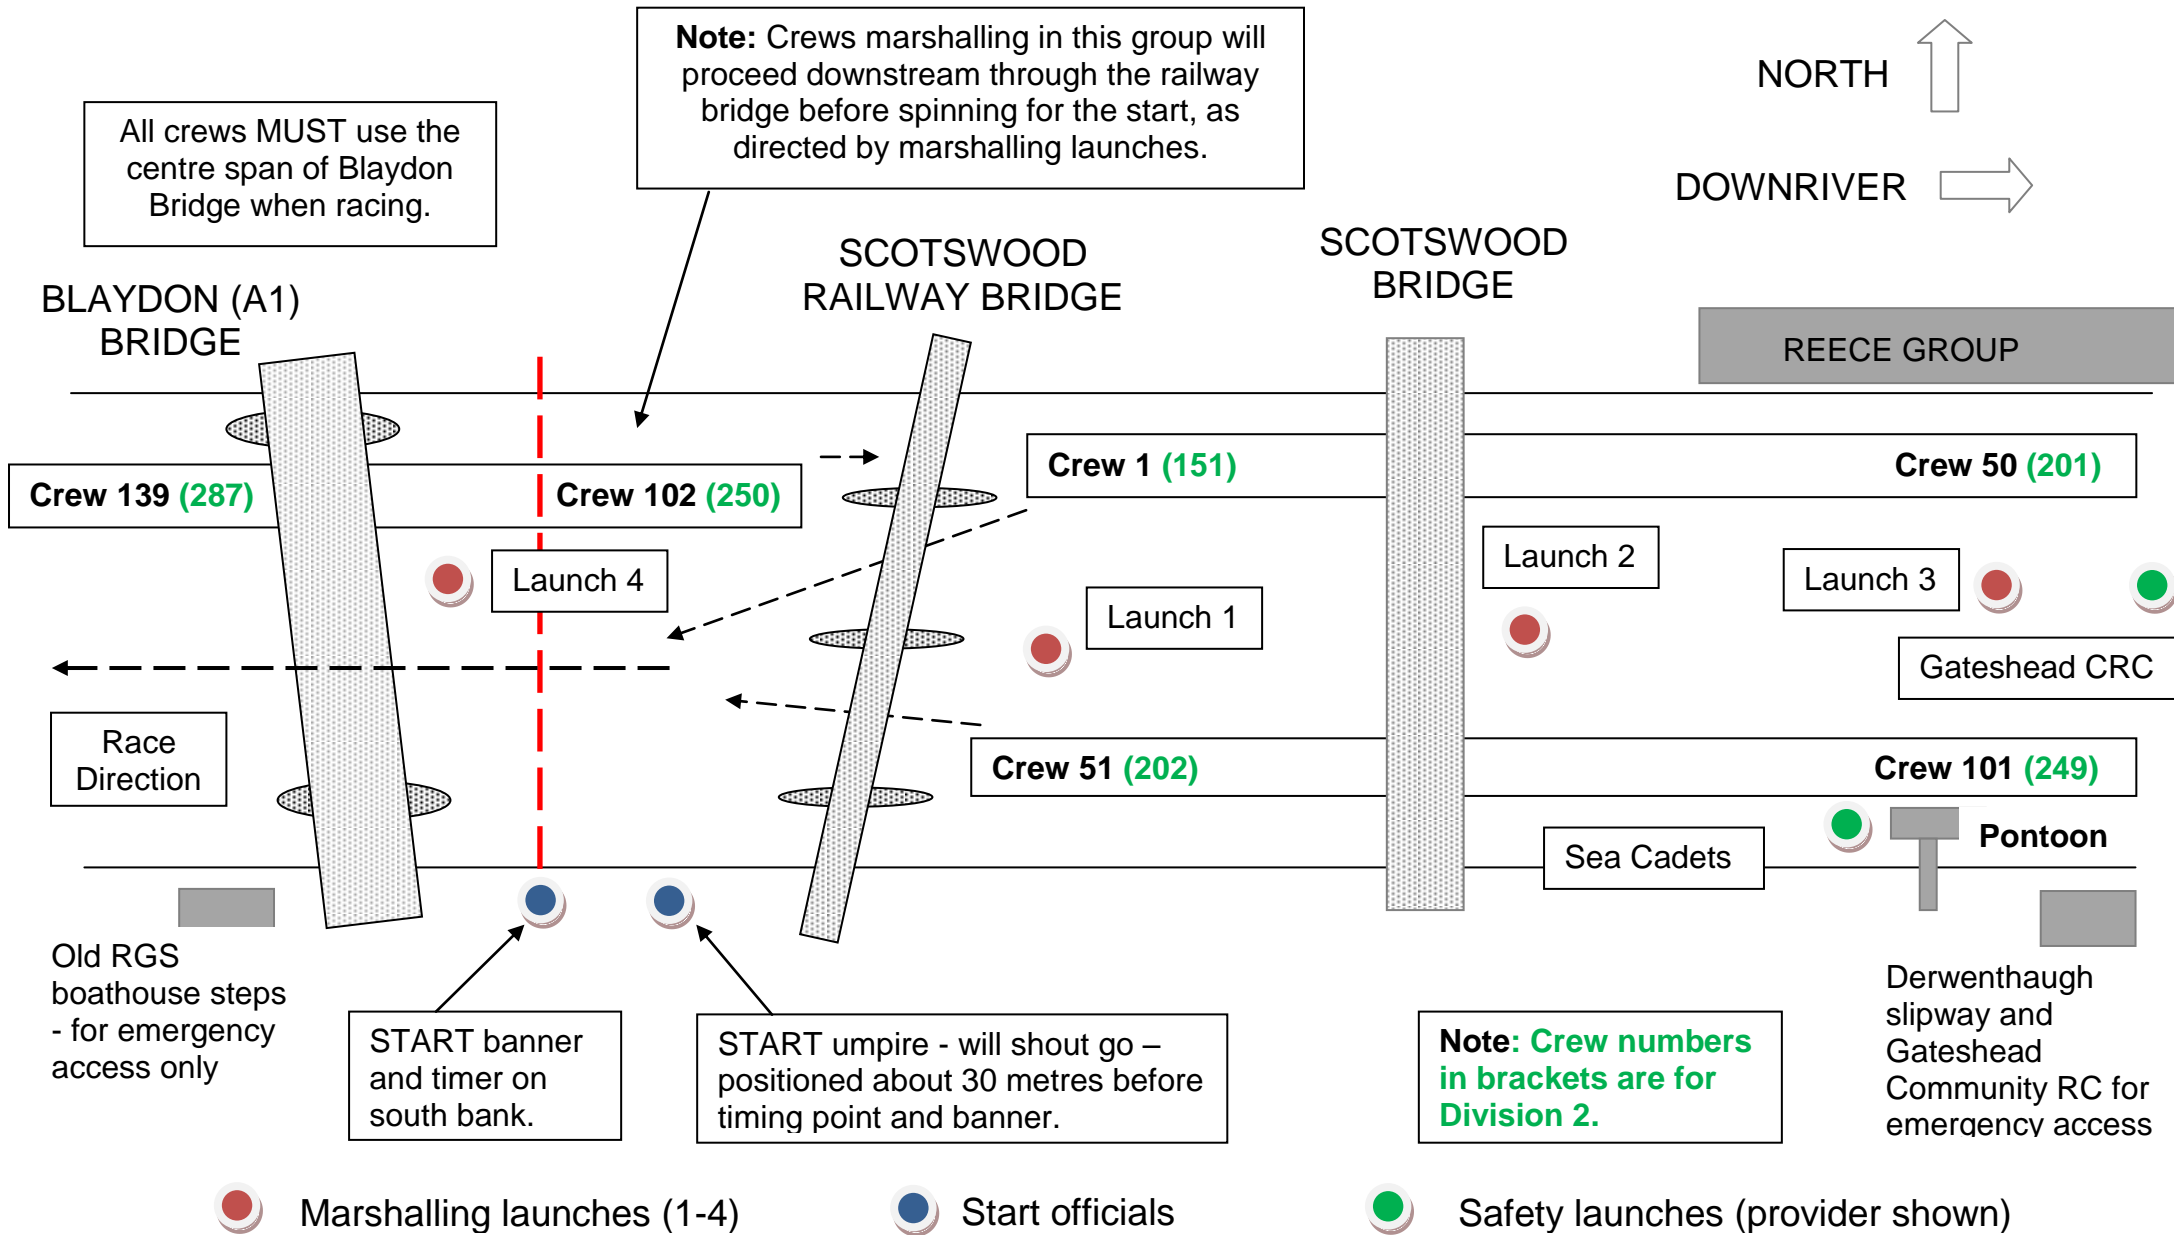 Note: Crews marshalling in this group will
proceed downstream through the railway
bridge before spinning for the start, as
directed by marshalling launches.
NORTH
DOWNRIVER
All crews MUST use the
centre span of Blaydon
Bridge when racing.
BLAYDON (A1)
BRIDGE
SCOTSWOOD
RAILWAY BRIDGE
SCOTSWOOD
BRIDGE
REECE GROUP
Crew 139 (287)
Crew 102 (250)
Crew 1 (151)
Crew 50 (201)
Launch 4
Launch 1
Launch 2
Launch 3
Gateshead CRC
Race
Direction
Crew 51 (202)
Crew 101 (249)
Sea Cadets
Pontoon
Old RGS
boathouse steps
- for emergency
access only
START banner
and timer on
south bank.
START umpire - will shout go –
positioned about 30 metres before
timing point and banner.
Note: Crew numbers
in brackets are for
Division 2.
Derwenthaugh
slipway and
Gateshead
Community RC for
emergency access
Marshalling launches (1-4)
Start officials
Safety launches (provider shown)